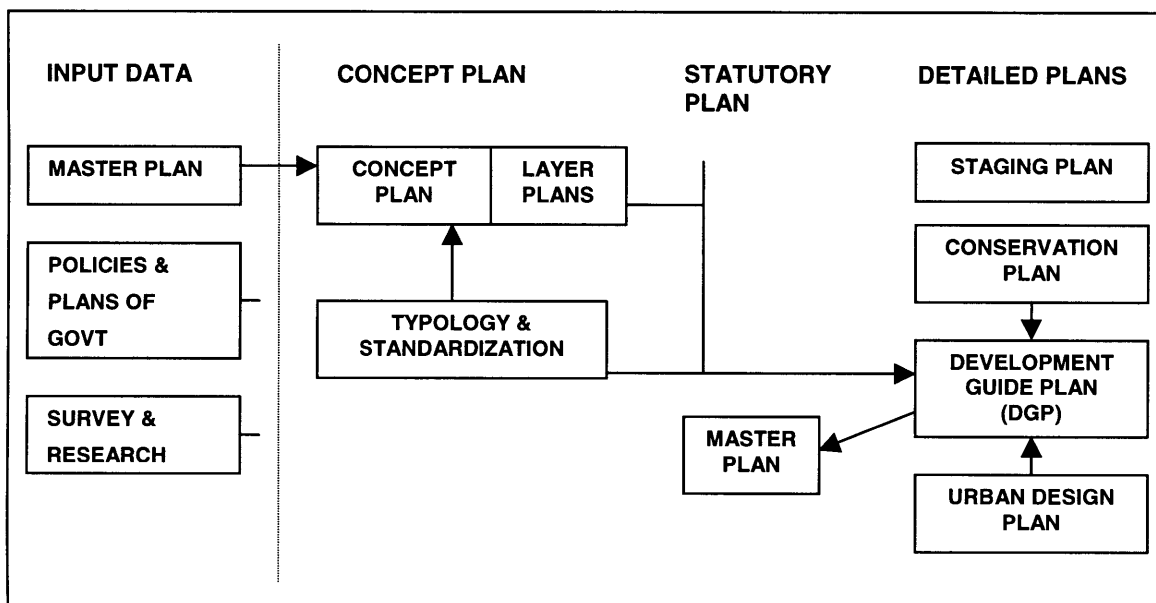 INPUT DATA
MASTER PLAN
POLICIES &
PLANS OF
GOVT
SURVEY &
RESEARCH
CONCEPT PLAN
CONCEPT
PLAN
LAYER
PLANS
TYPOLOGY &
STANDARDIZATION
STATUTORY
PLAN
MASTER
PLAN
DETAILED PLANS
STAGING PLAN
CONSERVATION
PLAN
DEVELOPMENT
GUIDE PLAN
(DGP)
URBAN DESIGN
PLAN